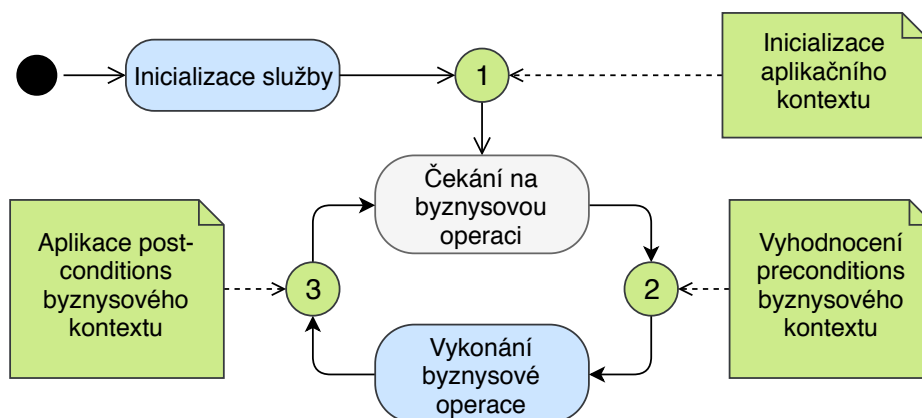 Inicializace služby
1
Inicializace
aplikačního
kontextu
Čekání na
byznysovou
operaci
Aplikace post-
conditions
byznysového
kontextu
3
2
Vyhodnocení
preconditions
byznysového
kontextu
Vykonání
byznysové
operace